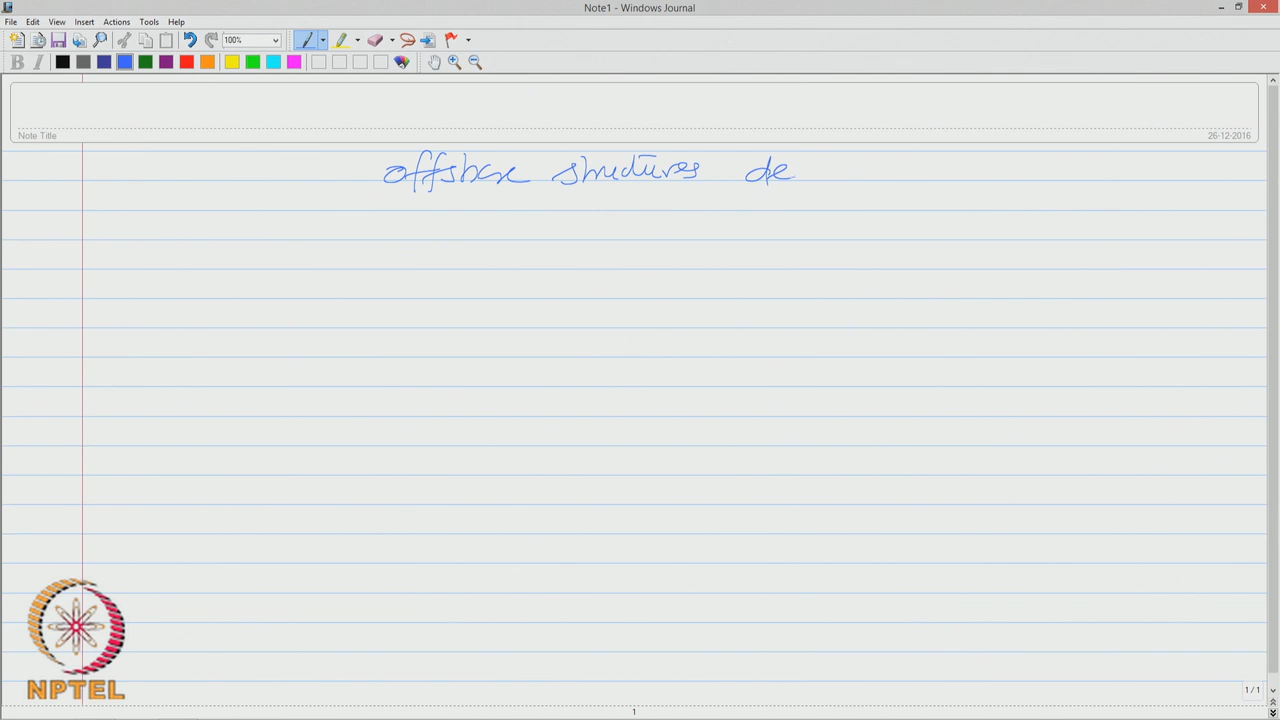 Note1 - Windows Journal
File Edit View Insert Actions Tools Help
100%
B I
Note Title
26-12-2016
offshore structures de
NPTEL
1 / 1
1